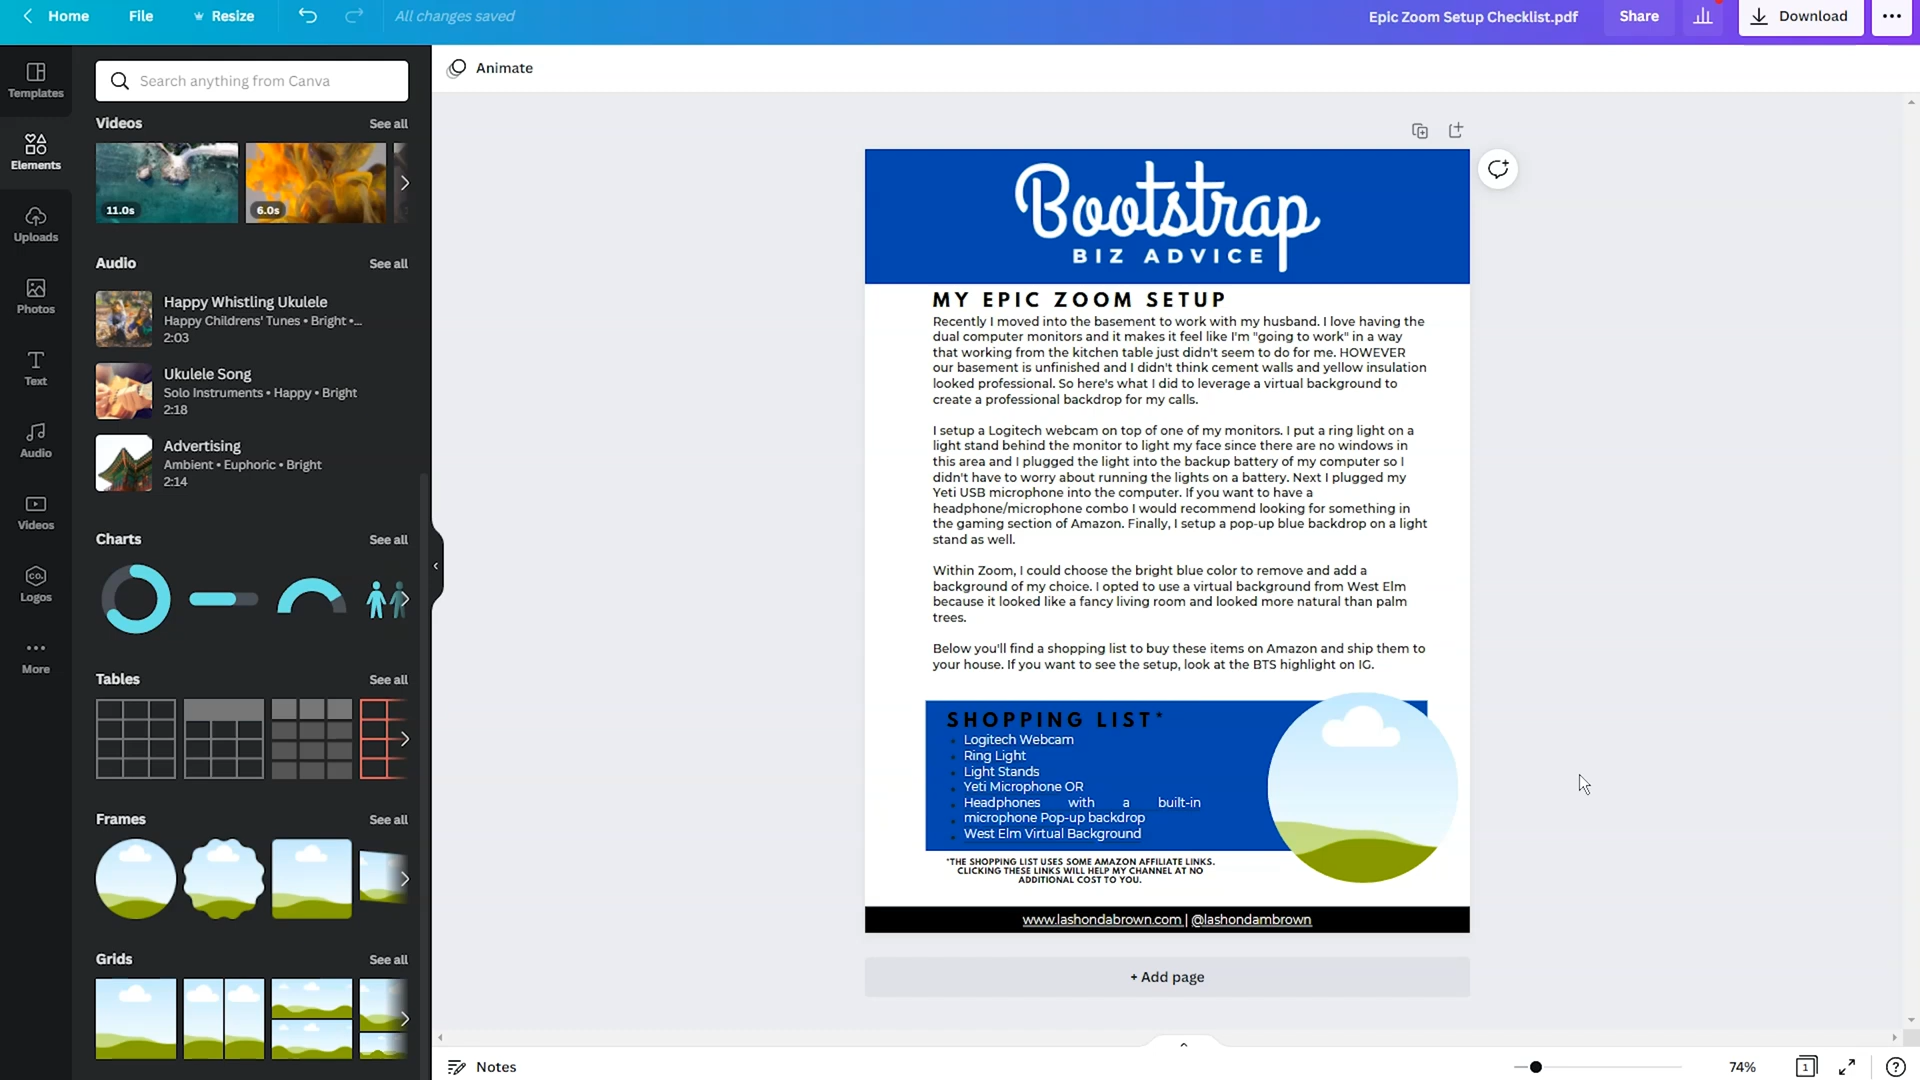 Home File Resize All changes saved Epic Zoom Setup Checklist.pdf Share Download
Templates
Elements
Uploads
Photos
Text
Audio
Videos
CO.
Logos
More
Search anything from Canva
Videos See all
11.0s 6.0s
Audio See all
Happy Whistling Ukulele
Happy Childrens' Tunes • Bright •...
2:03
Ukulele Song
Solo Instruments • Happy • Bright
2:18
Advertising
Ambient • Euphoric • Bright
2:14
Charts See all
Tables See all
Frames See all
Grids See all
Animate
Bootstrap
BIZ ADVICE
MY EPIC ZOOM SETUP
Recently I moved into the basement to work with my husband. I love having the
dual computer monitors and it makes it feel like I'm "going to work" in a way
that working from the kitchen table just didn't seem to do for me. HOWEVER
our basement is unfinished and I didn't think cement walls and yellow insulation
looked professional. So here's what I did to leverage a virtual background to
create a professional backdrop for my calls.
I setup a Logitech webcam on top of one of my monitors. I put a ring light on a
light stand behind the monitor to light my face since there are no windows in
this area and I plugged the light into the backup battery of my computer so I
didn't have to worry about running the lights on a battery. Next I plugged my
Yeti USB microphone into the computer. If you want to have a
headphone/microphone combo I would recommend looking for something in
the gaming section of Amazon. Finally, I setup a pop-up blue backdrop on a light
stand as well.
Within Zoom, I could choose the bright blue color to remove and add a
background of my choice. I opted to use a virtual background from West Elm
because it looked like a fancy living room and looked more natural than palm
trees.
Below you'll find a shopping list to buy these items on Amazon and ship them to
your house. If you want to see the setup, look at the BTS highlight on IG.
SHOPPING LIST*
Logitech Webcam
Ring Light
Light Stands
Yeti Microphone OR
Headphones with a built-in
microphone Pop-up backdrop
West Elm Virtual Background
*THE SHOPPING LIST USES SOME AMAZON AFFILIATE LINKS.
CLICKING THESE LINKS WILL HELP MY CHANNEL AT NO
ADDITIONAL COST TO YOU.
www.lashondabrown.com | @lashondambrown
+ Add page
Notes 74% 1 ?